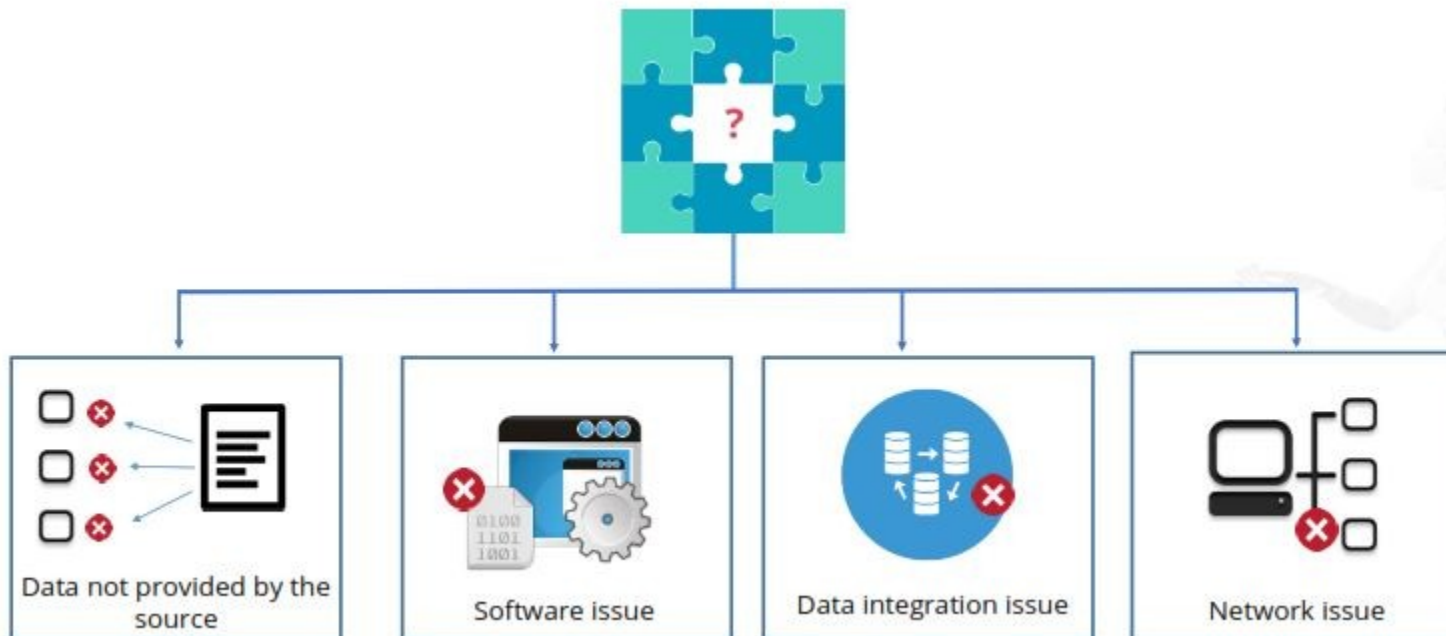 ?
0100
1101
1001
Data not provided by the
source
Software issue
Data integration issue
Network issue